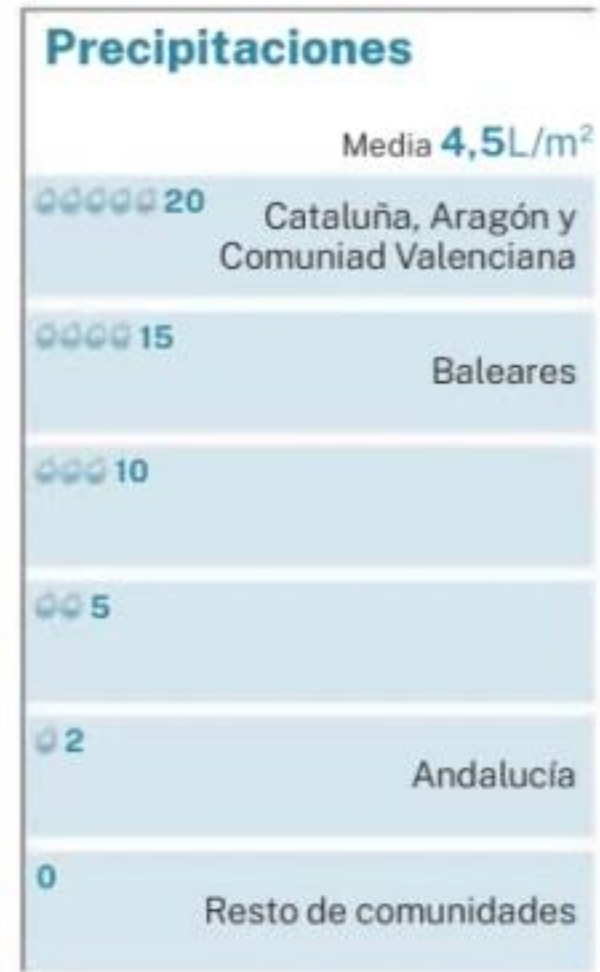 Precipitaciones
Media 4,5L/m²
20
Cataluña, Aragón y
Comuniad Valenciana
15
Baleares
10
5
2
Andalucía
0
Resto de comunidades